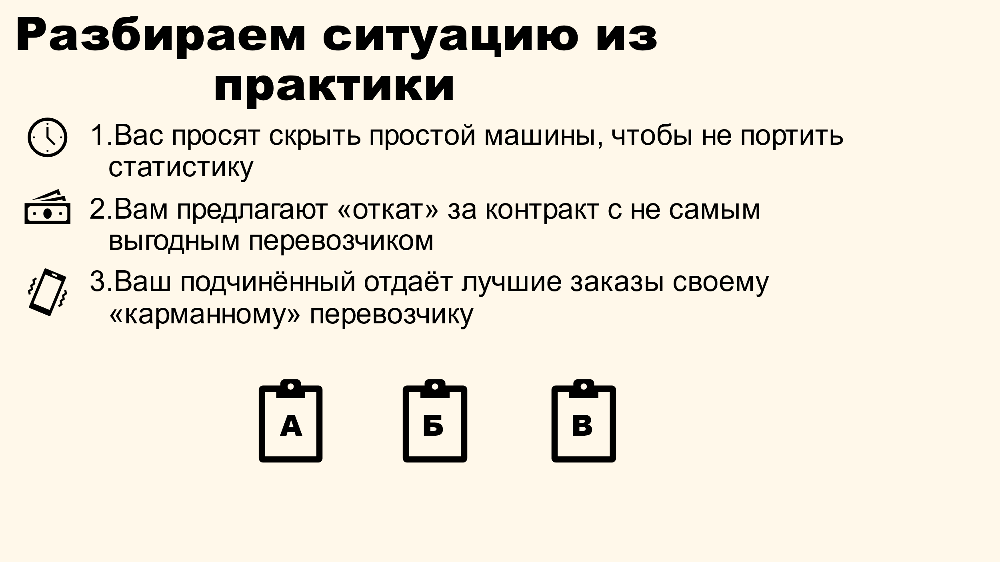 Разбираем ситуацию из
практики
1.Вас просят скрыть простой машины, чтобы не портить
статистику
2.Вам предлагают «откат» за контракт с не самым
выгодным перевозчиком
3.Ваш подчинённый отдаёт лучшие заказы своему
«карманному» перевозчику
А
Б
В